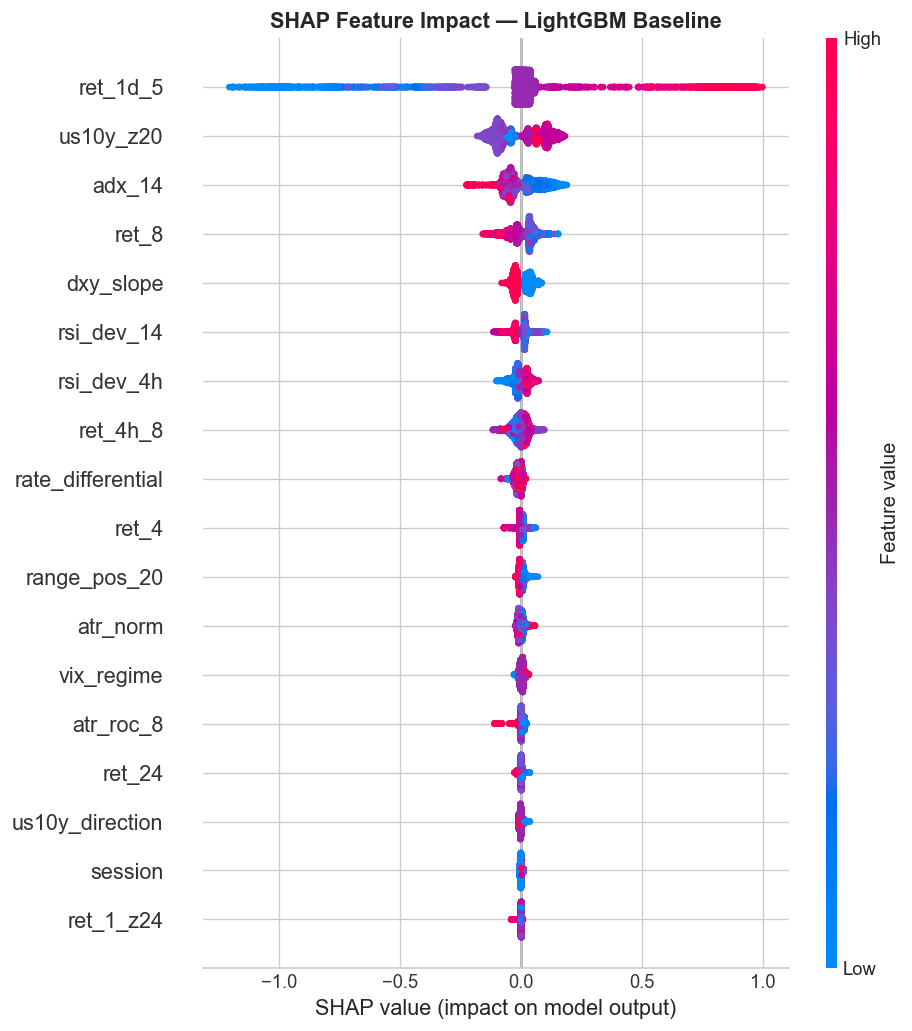 SHAP Feature Impact — LightGBM Baseline
High
ret_1d_5
us10y_z20
adx_14
ret_8
dxy_slope
rsi_dev_14
rsi_dev_4h
ret_4h_8
rate_differential
ret_4
range_pos_20
atr_norm
vix_regime
atr_roc_8
ret_24
us10y_direction
session
ret_1_z24
Feature value
Low
−1.0 −0.5 0.0 0.5 1.0
SHAP value (impact on model output)